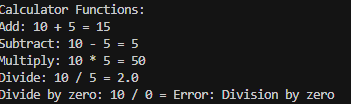 Calculator Functions:
Add: 10 + 5 = 15
Subtract: 10 - 5 = 5
Multiply: 10 * 5 = 50
Divide: 10 / 5 = 2.0
Divide by zero: 10 / 0 = Error: Division by zero